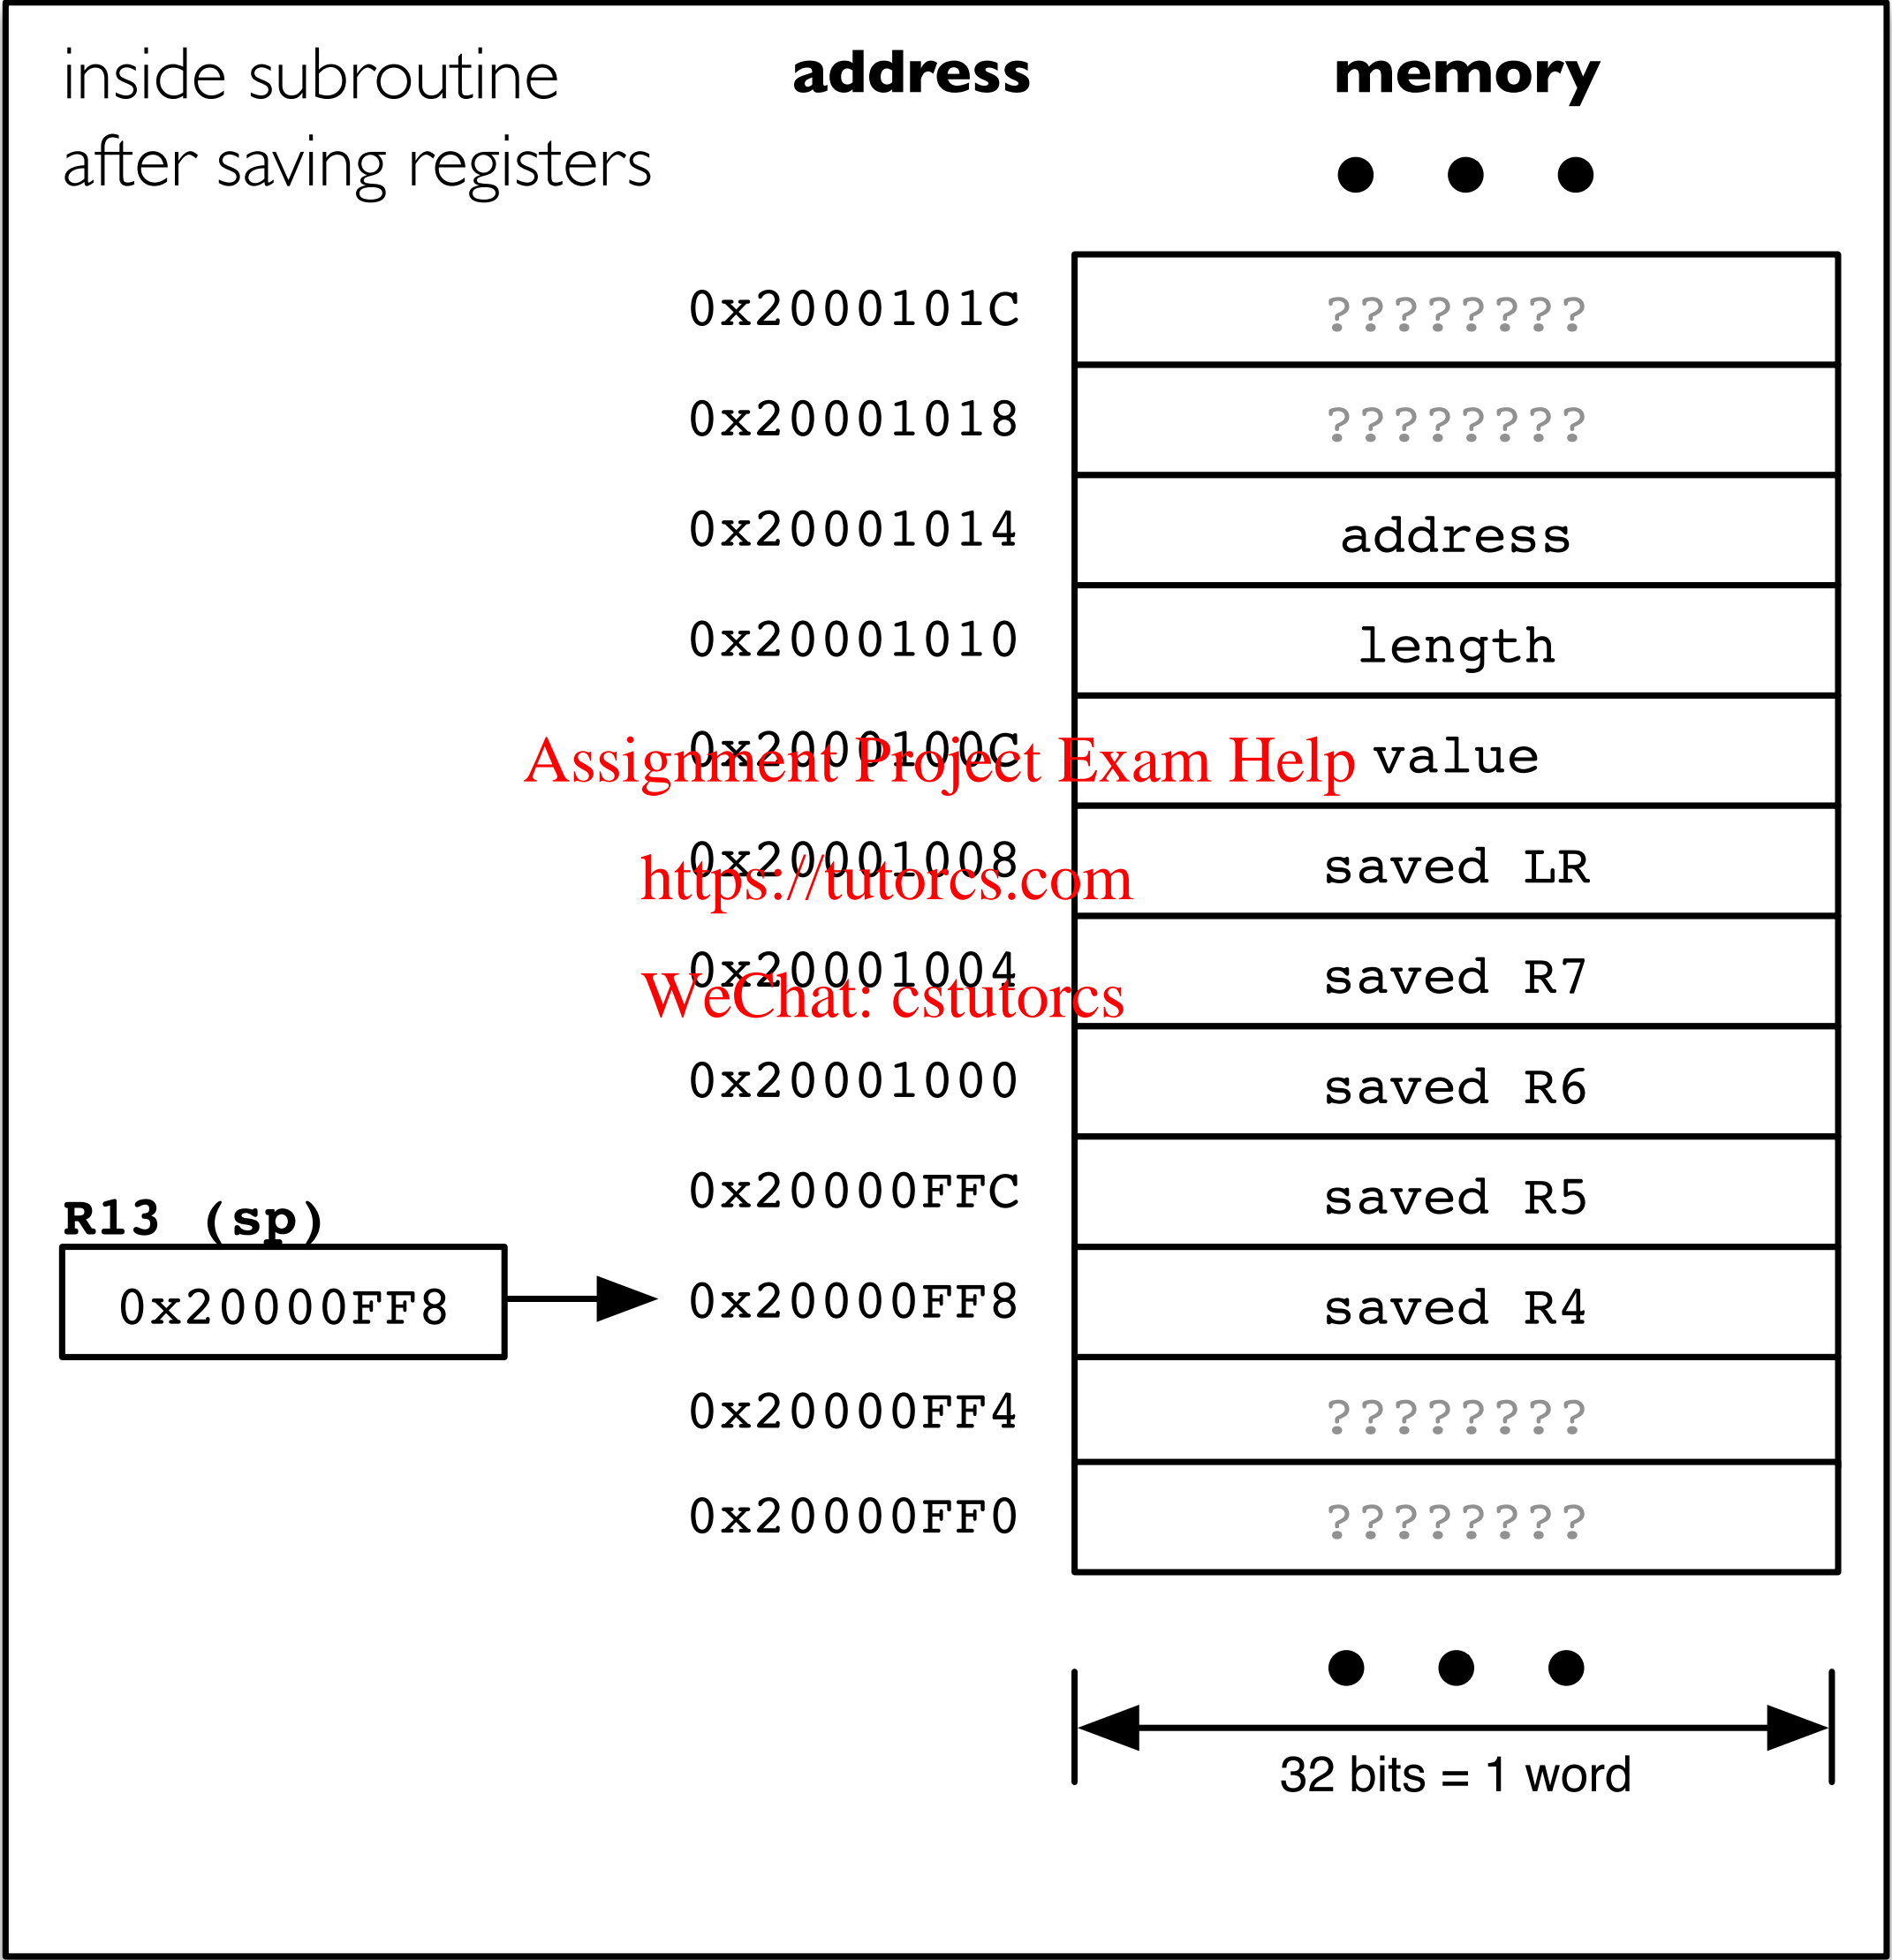 inside subroutine
after saving registers
address memory
0x2000101C ????????
0x20001018 ????????
0x20001014 address
0x20001010 length
0x2000100C value
Assignment Project Exam Help
0x20001008 saved LR
https://tutorcs.com
0x20001004 saved R7
WeChat: cstutorcs
0x20001000 saved R6
0x20000FFC saved R5
R13 (sp)
0x20000FF8 0x20000FF8 saved R4
0x20000FF4 ????????
0x20000FF0 ????????
32 bits = 1 word